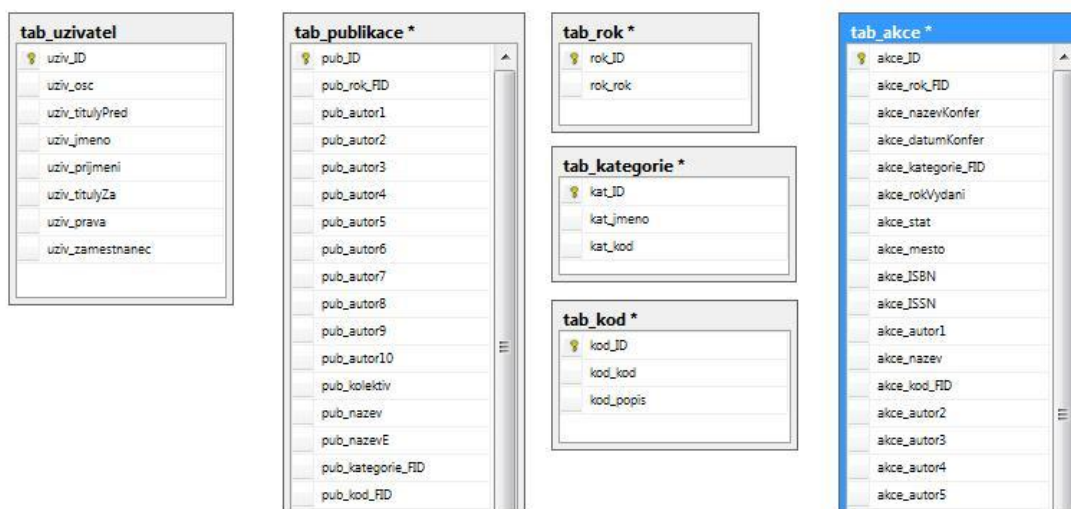 tab_uzivatel
uziv_ID
uziv_osc
uziv_titulyPred
uziv_jmeno
uziv_prijmeni
uziv_titulyZa
uziv_prava
uziv_zamestnanec
tab_publikace *
pub_ID
pub_rok_FID
pub_autor1
pub_autor2
pub_autor3
pub_autor4
pub_autor5
pub_autor6
pub_autor7
pub_autor8
pub_autor9
pub_autor10
pub_kolektiv
pub_nazev
pub_nazevE
pub_kategorie_FID
pub_kod_FID
tab_rok *
rok_ID
rok_rok
tab_kategorie *
kat_ID
kat_jmeno
kat_kod
tab_kod *
kod_ID
kod_kod
kod_popis
tab_akce *
akce_ID
akce_rok_FID
akce_nazevKonfer
akce_datumKonfer
akce_kategorie_FID
akce_rokVydani
akce_stat
akce_mesto
akce_ISBN
akce_ISSN
akce_autor1
akce_nazev
akce_kod_FID
akce_autor2
akce_autor3
akce_autor4
akce_autor5